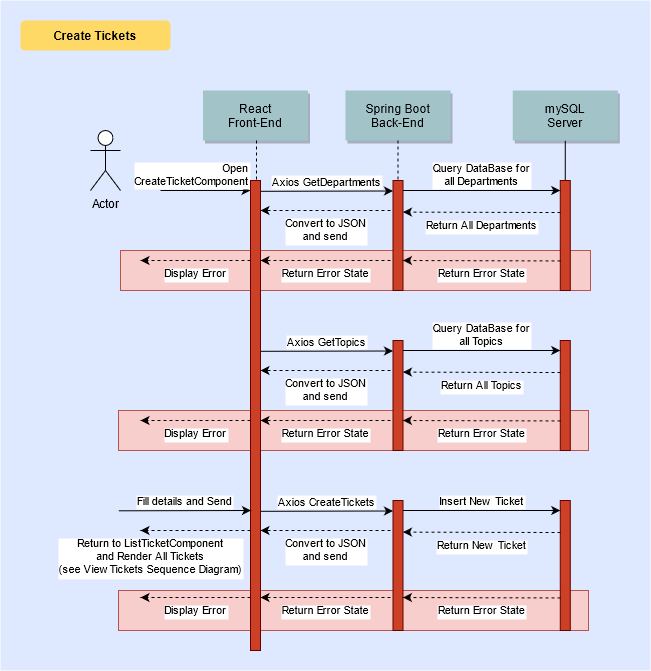 Create Tickets
React
Front-End
Spring Boot
Back-End
mySQL
Server
Actor
Open
CreateTicketComponent
Axios GetDepartments
Query DataBase for
all Departments
Convert to JSON
and send
Return All Departments
Display Error
Return Error State
Return Error State
Axios GetTopics
Query DataBase for
all Topics
Convert to JSON
and send
Return All Topics
Display Error
Return Error State
Return Error State
Fill details and Send
Axios CreateTickets
Insert New Ticket
Return to ListTicketComponent
and Render All Tickets
(see View Tickets Sequence Diagram)
Convert to JSON
and send
Return New Ticket
Display Error
Return Error State
Return Error State